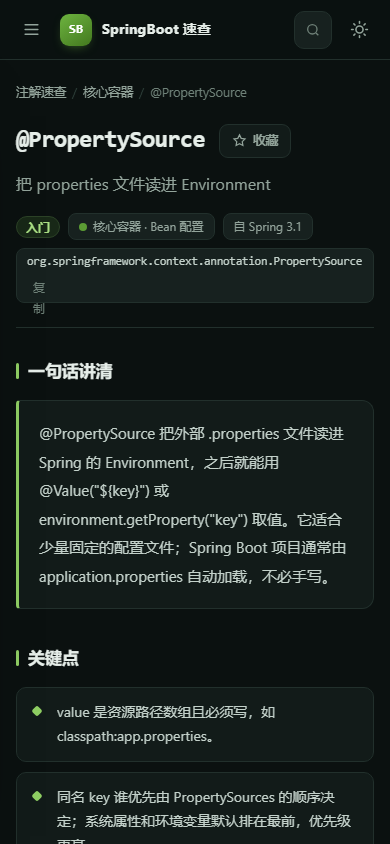 SB SpringBoot 速查
注解速查 / 核心容器 / @PropertySource
@PropertySource ☆ 收藏
把 properties 文件读进 Environment
入门 核心容器 · Bean 配置 自 Spring 3.1
org.springframework.context.annotation.PropertySource
复
制
一句话讲清
@PropertySource 把外部 .properties 文件读进
Spring 的 Environment，之后就能用
@Value("${key}") 或
environment.getProperty("key") 取值。它适合
少量固定的配置文件；Spring Boot 项目通常由
application.properties 自动加载，不必手写。
关键点
value 是资源路径数组且必须写，如
classpath:app.properties。
同名 key 谁优先由 PropertySources 的顺序决
定；系统属性和环境变量默认排在最前，优先级